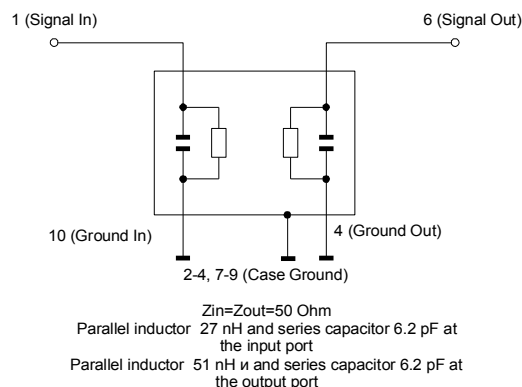 1 (Signal In)
6 (Signal Out)
10 (Ground In)
4 (Ground Out)
2-4, 7-9 (Case Ground)
Zin=Zout=50 Ohm
Parallel inductor 27 nH and series capacitor 6.2 pF at
the input port
Parallel inductor 51 nH и series capacitor 6.2 pF at
the output port